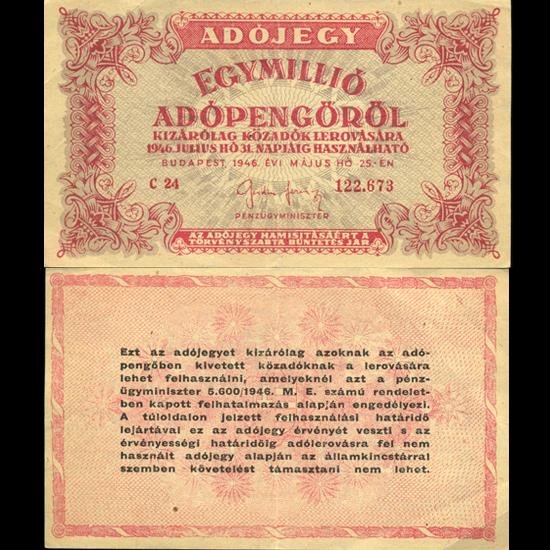 ADÓJEGY
EGYMILLIÓ
ADÓPENGŐRŐL
KIZÁRÓLAG KÖZADÓK LEROVÁSÁRA
1946. JULIUS HÓ 31. NAPJÁIG HASZNÁLHATÓ
BUDAPEST, 1946. ÉVI MÁJUS HÓ 25.-ÉN
C 24 122.673
PÉNZÜGYMINISZTER
AZ ADÓJEGY HAMISITÁSÁÉRT A
TÖRVÉNYSZABTA BÜNTETÉS JÁR
Ezt az adójegyet kizárólag azoknak az adó-
pengőben kivetett közadóknak a lerovására
lehet felhasználni, amelyeknél azt a pénz-
ügyminiszter 5.600/1946. M. E. számú rendelet-
ben kapott felhatalmazás alapján engedélyezi.
A túloldalon jelzett felhasználási határidő
lejártával ez az adójegy érvényét veszti s az
érvényességi határidőig adólerovásra fel nem
használt adójegy alapján az államkincstárral
szemben követelést támasztani nem lehet.